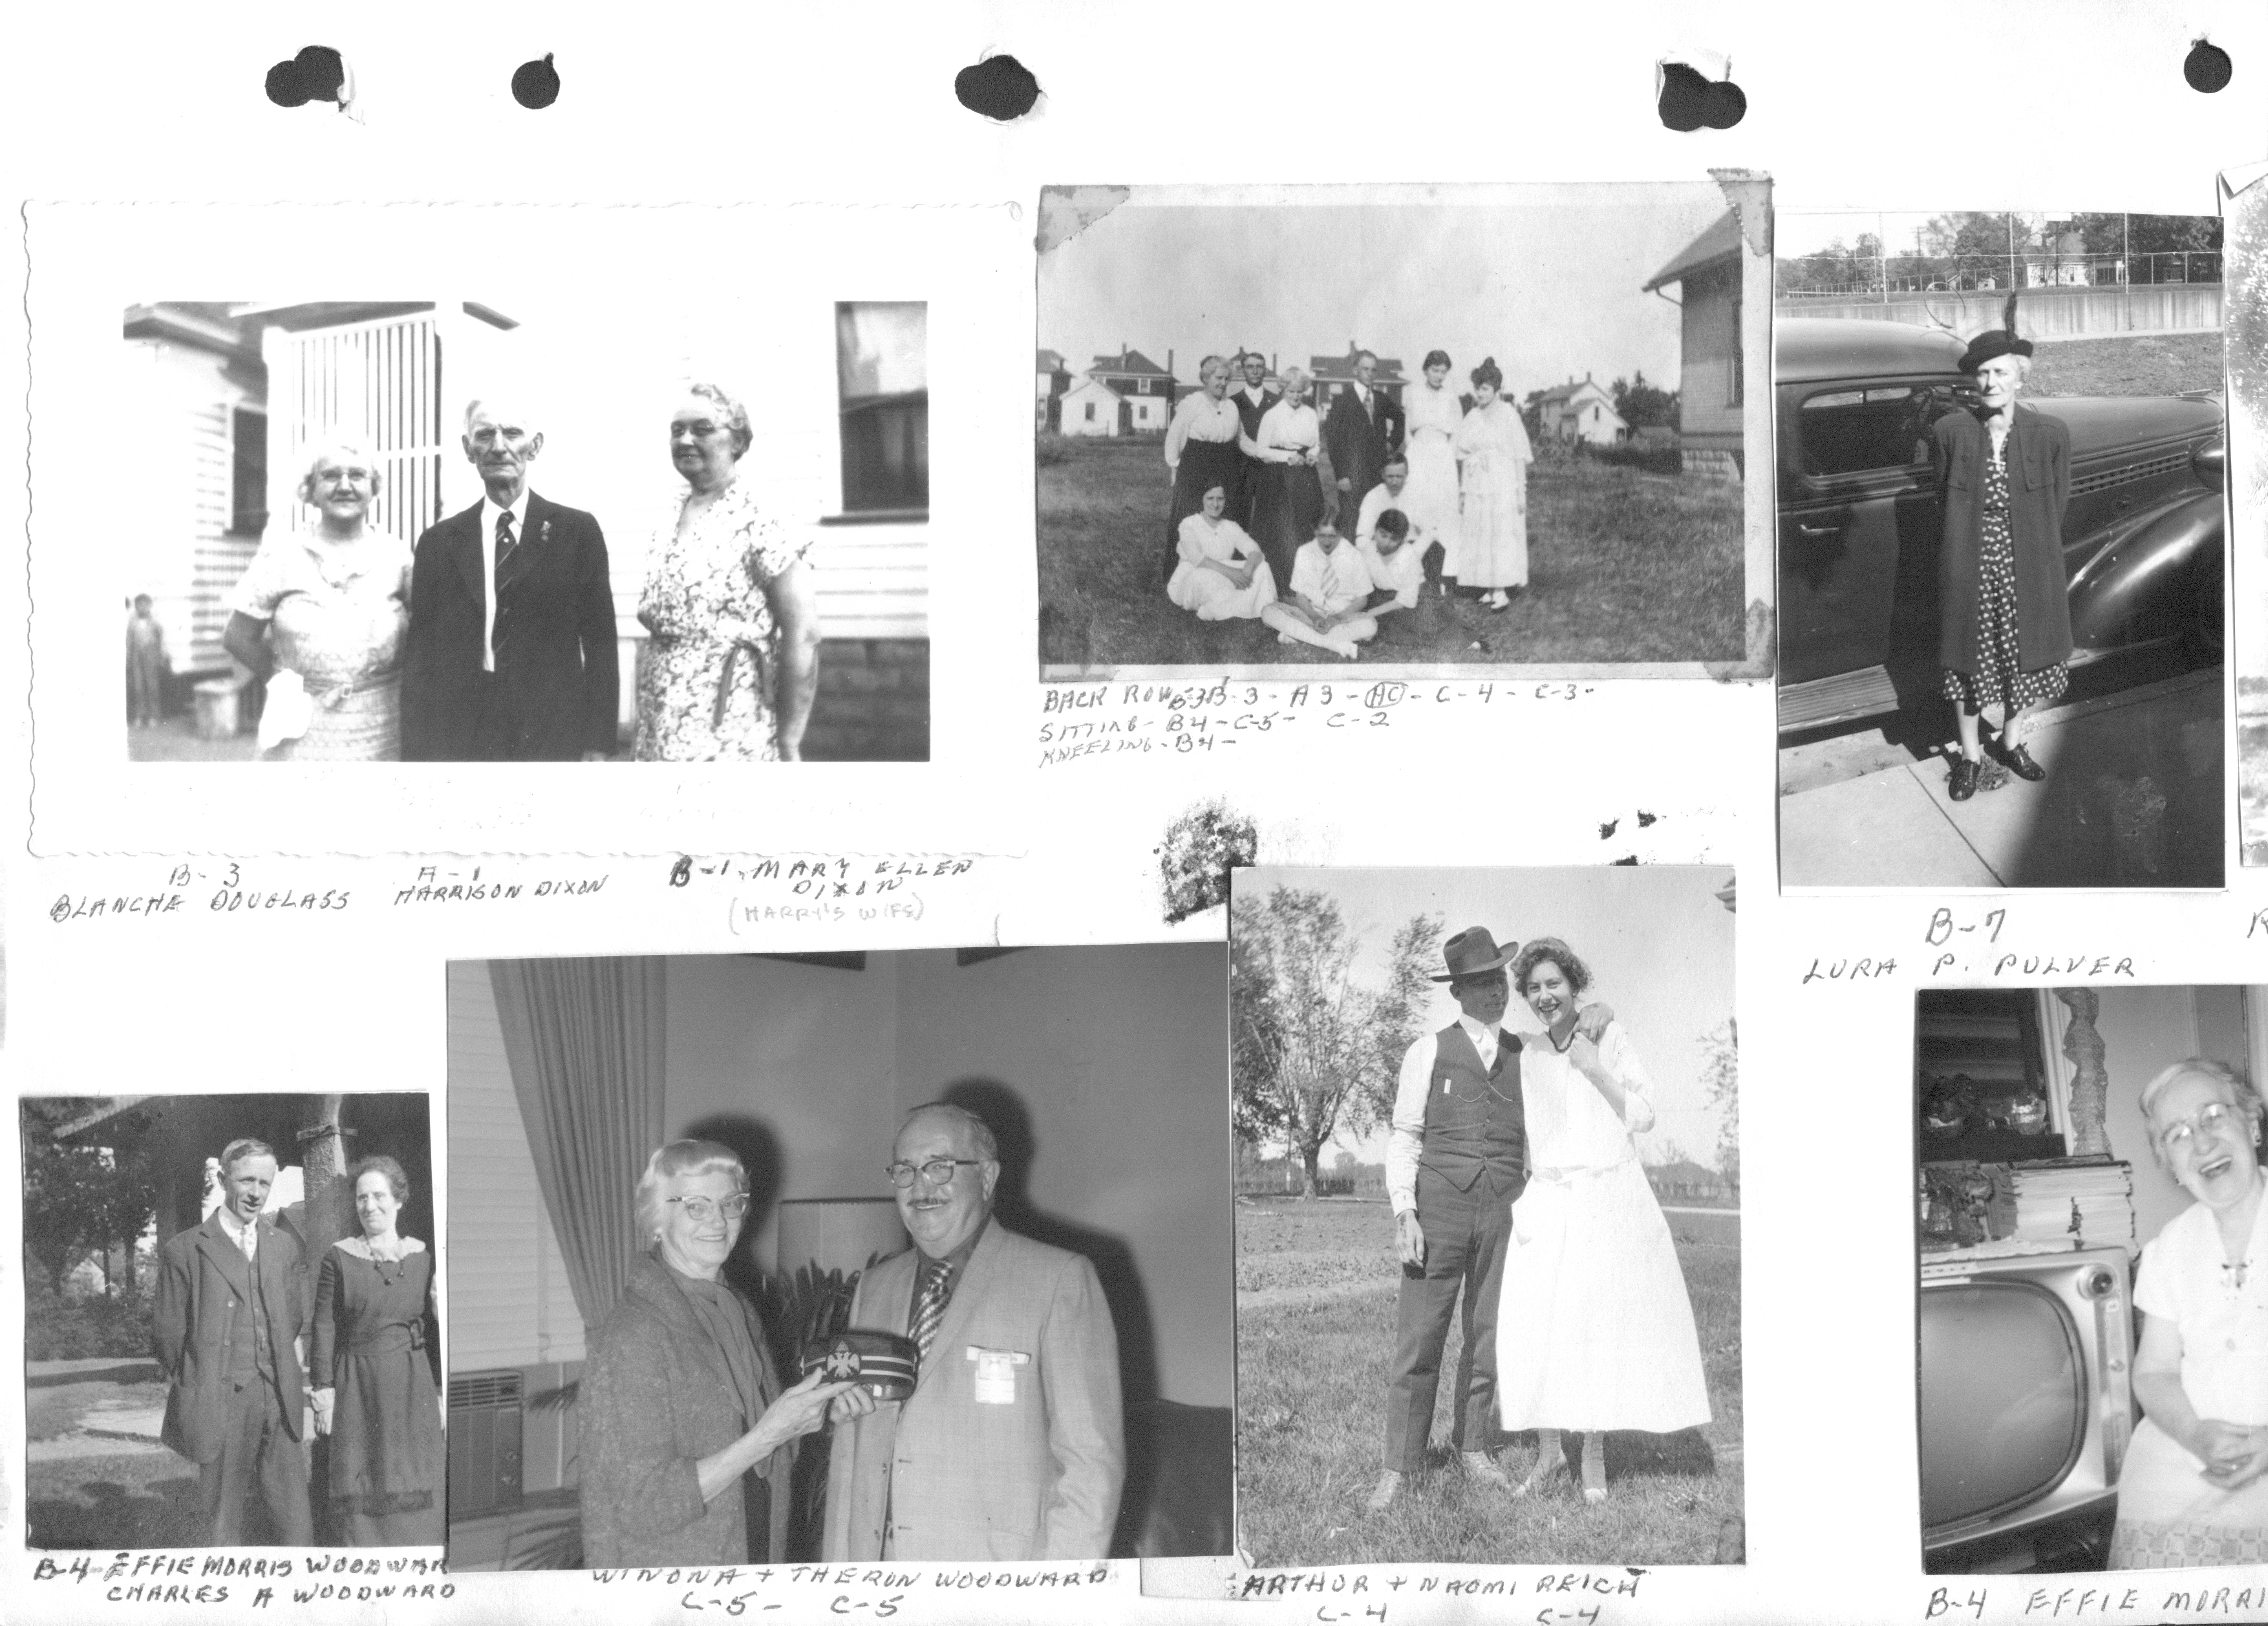 B-3
BLANCHE DOUGLASS
A-1
HARRISON DIXON
B-1. MARY ELLEN
DIXON
(HARRY'S WIFE)
BACK ROW B-3 B-3 - A 3 - AC - C-4 - C-3-
SITTING - B4 - C-5 - C-2
KNEELING - B4 -
B-7
LURA P. PULVER
B-4 - EFFIE MORRIS WOODWAR
CHARLES A WOODWARD
WINONA + THERON WOODWARD
C-5 - C-5
ARTHUR + NAOMI REICH
C-4 C-4
B-4 EFFIE MORRI